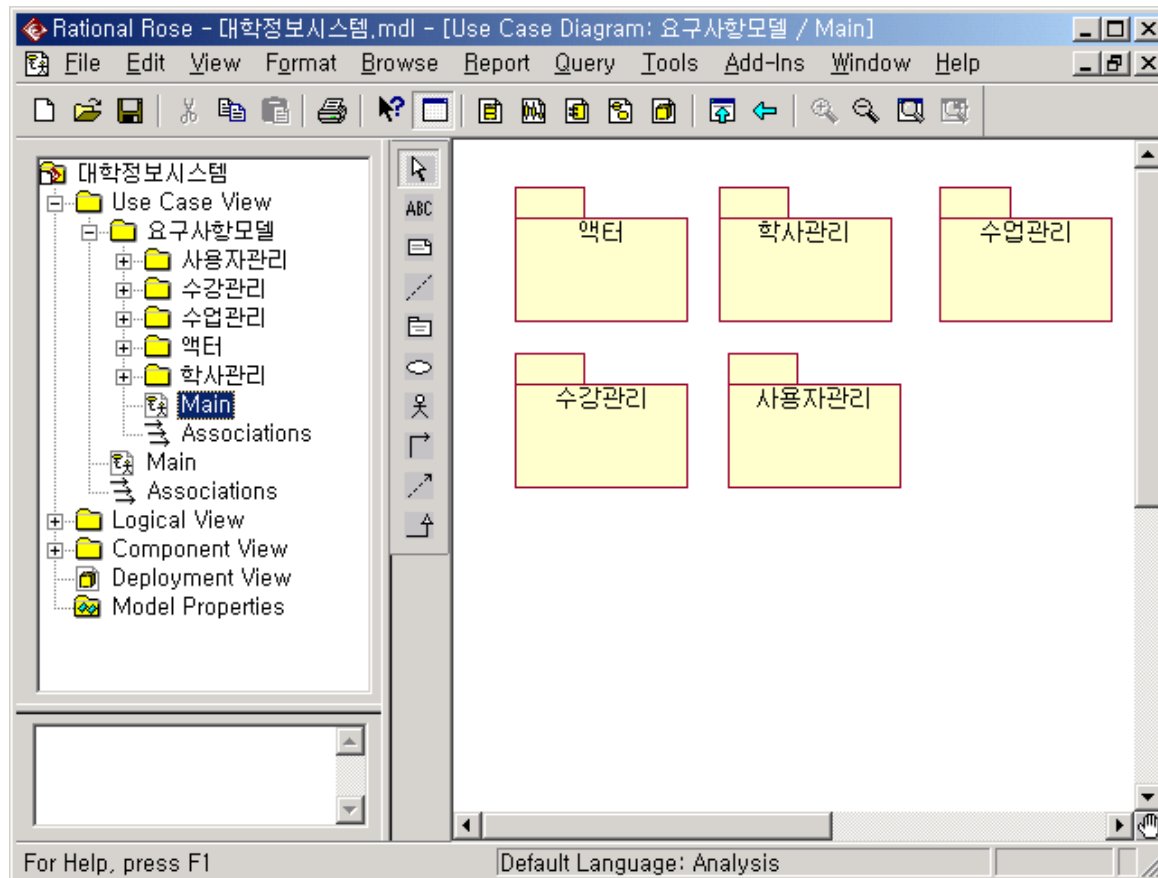 Rational Rose - 대학정보시스템.mdl - [Use Case Diagram: 요구사항모델 / Main]
File Edit View Format Browse Report Query Tools Add-Ins Window Help
대학정보시스템
Use Case View
요구사항모델
사용자관리
수강관리
수업관리
액터
학사관리
Main
Associations
Main
Associations
Logical View
Component View
Deployment View
Model Properties
ABC
액터 학사관리 수업관리
수강관리 사용자관리
For Help, press F1 Default Language: Analysis